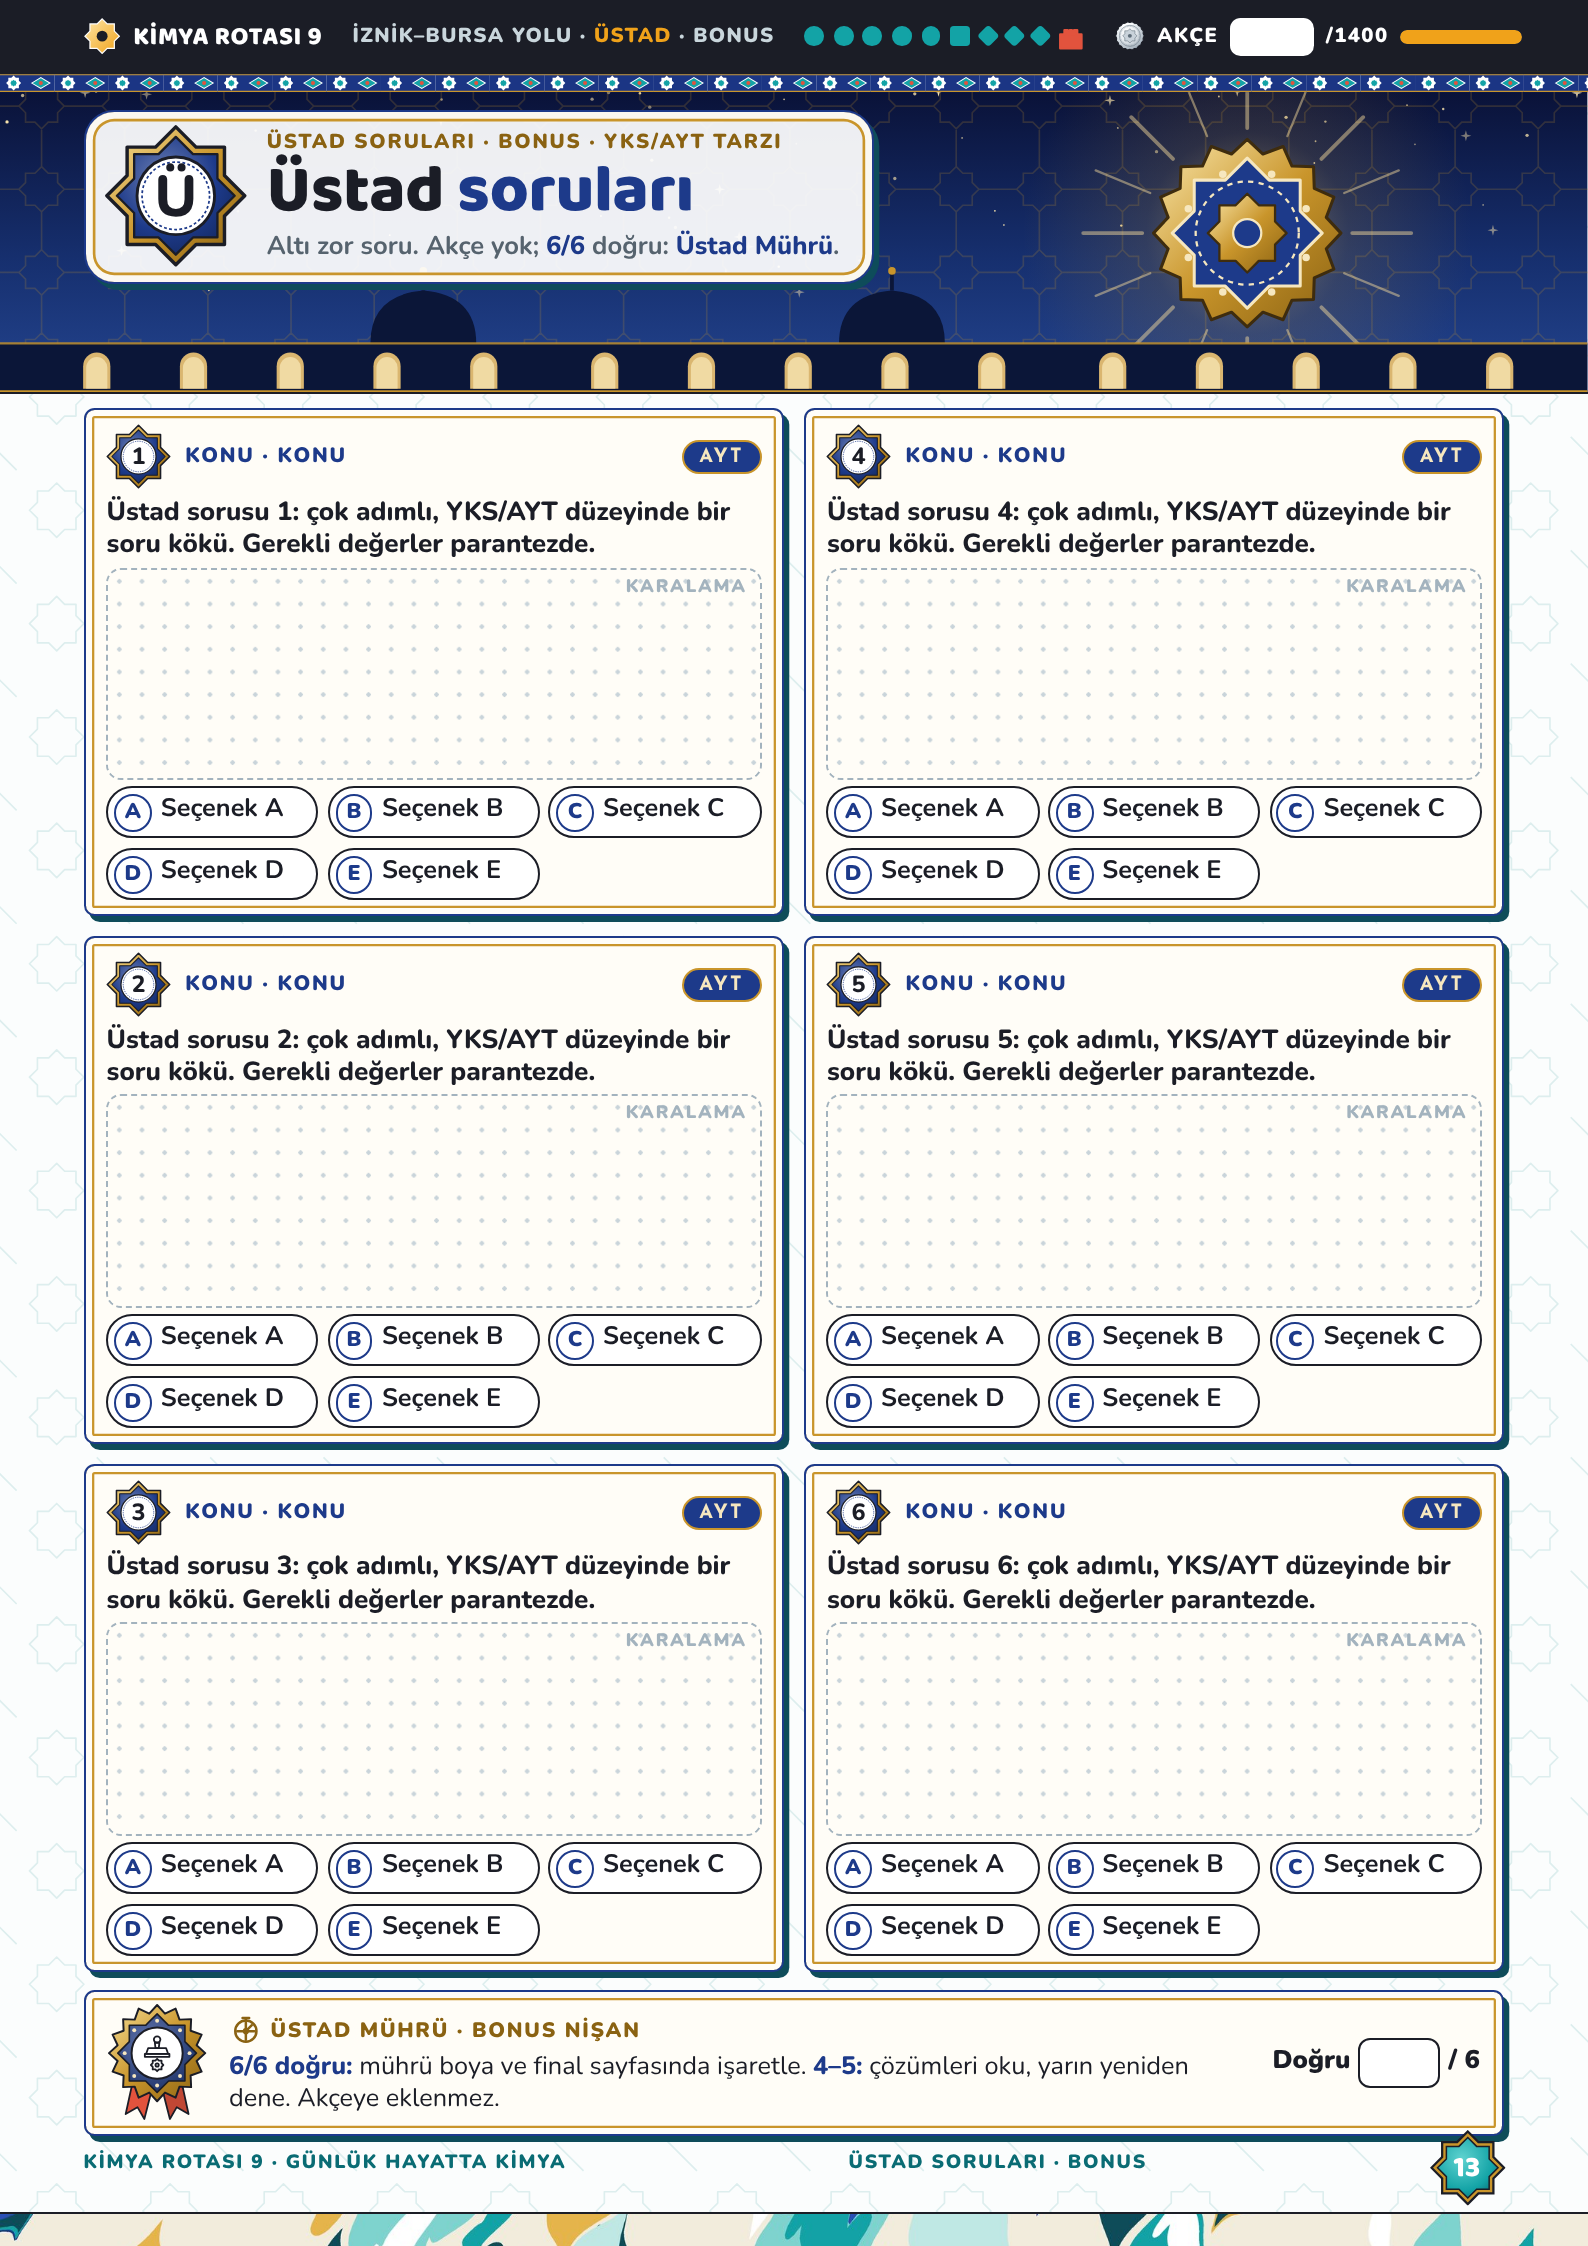 KİMYA ROTASI 9 İZNİK–BURSA YOLU · ÜSTAD · BONUS AKÇE /1400
ÜSTAD SORULARI · BONUS · YKS/AYT TARZI
Ü
Üstad soruları
Altı zor soru. Akçe yok; 6/6 doğru: Üstad Mührü.
1 KONU · KONU AYT
Üstad sorusu 1: çok adımlı, YKS/AYT düzeyinde bir
soru kökü. Gerekli değerler parantezde.
KARALAMA
A Seçenek A B Seçenek B C Seçenek C
D Seçenek D E Seçenek E
2 KONU · KONU AYT
Üstad sorusu 2: çok adımlı, YKS/AYT düzeyinde bir
soru kökü. Gerekli değerler parantezde.
KARALAMA
A Seçenek A B Seçenek B C Seçenek C
D Seçenek D E Seçenek E
3 KONU · KONU AYT
Üstad sorusu 3: çok adımlı, YKS/AYT düzeyinde bir
soru kökü. Gerekli değerler parantezde.
KARALAMA
A Seçenek A B Seçenek B C Seçenek C
D Seçenek D E Seçenek E
4 KONU · KONU AYT
Üstad sorusu 4: çok adımlı, YKS/AYT düzeyinde bir
soru kökü. Gerekli değerler parantezde.
KARALAMA
A Seçenek A B Seçenek B C Seçenek C
D Seçenek D E Seçenek E
5 KONU · KONU AYT
Üstad sorusu 5: çok adımlı, YKS/AYT düzeyinde bir
soru kökü. Gerekli değerler parantezde.
KARALAMA
A Seçenek A B Seçenek B C Seçenek C
D Seçenek D E Seçenek E
6 KONU · KONU AYT
Üstad sorusu 6: çok adımlı, YKS/AYT düzeyinde bir
soru kökü. Gerekli değerler parantezde.
KARALAMA
A Seçenek A B Seçenek B C Seçenek C
D Seçenek D E Seçenek E
ÜSTAD MÜHRÜ · BONUS NİŞAN
6/6 doğru: mührü boya ve final sayfasında işaretle. 4–5: çözümleri oku, yarın yeniden
dene. Akçeye eklenmez.
Doğru / 6
KİMYA ROTASI 9 · GÜNLÜK HAYATTA KİMYA ÜSTAD SORULARI · BONUS 13